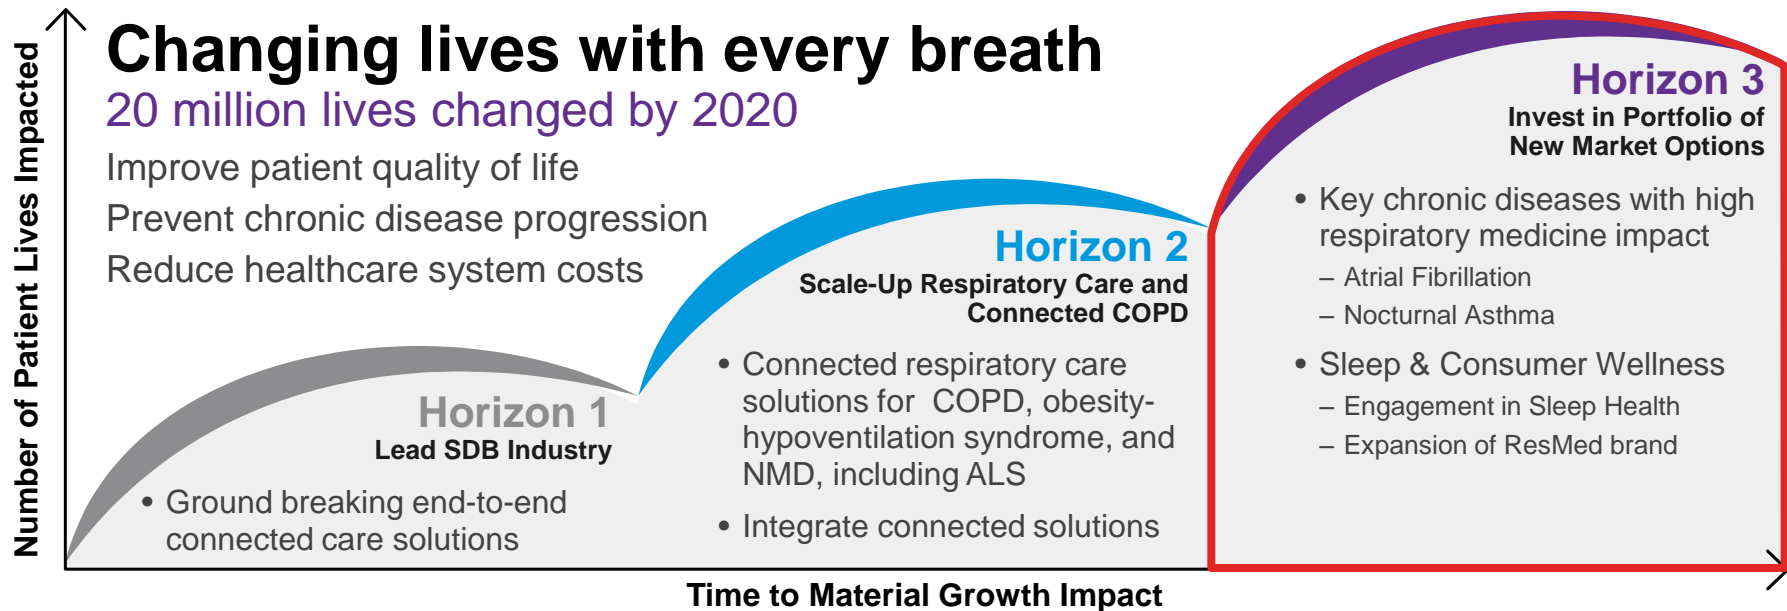 Changing lives with every breath
20 million lives changed by 2020
Improve patient quality of life
Prevent chronic disease progression
Reduce healthcare system costs
Number of Patient Lives Impacted
Horizon 1
Lead SDB Industry
• Ground breaking end-to-end
connected care solutions
Horizon 2
Scale-Up Respiratory Care and
Connected COPD
• Connected respiratory care
solutions for COPD, obesity-
hypoventilation syndrome, and
NMD, including ALS
• Integrate connected solutions
Horizon 3
Invest in Portfolio of
New Market Options
• Key chronic diseases with high
respiratory medicine impact
– Atrial Fibrillation
– Nocturnal Asthma
• Sleep & Consumer Wellness
– Engagement in Sleep Health
– Expansion of ResMed brand
Time to Material Growth Impact